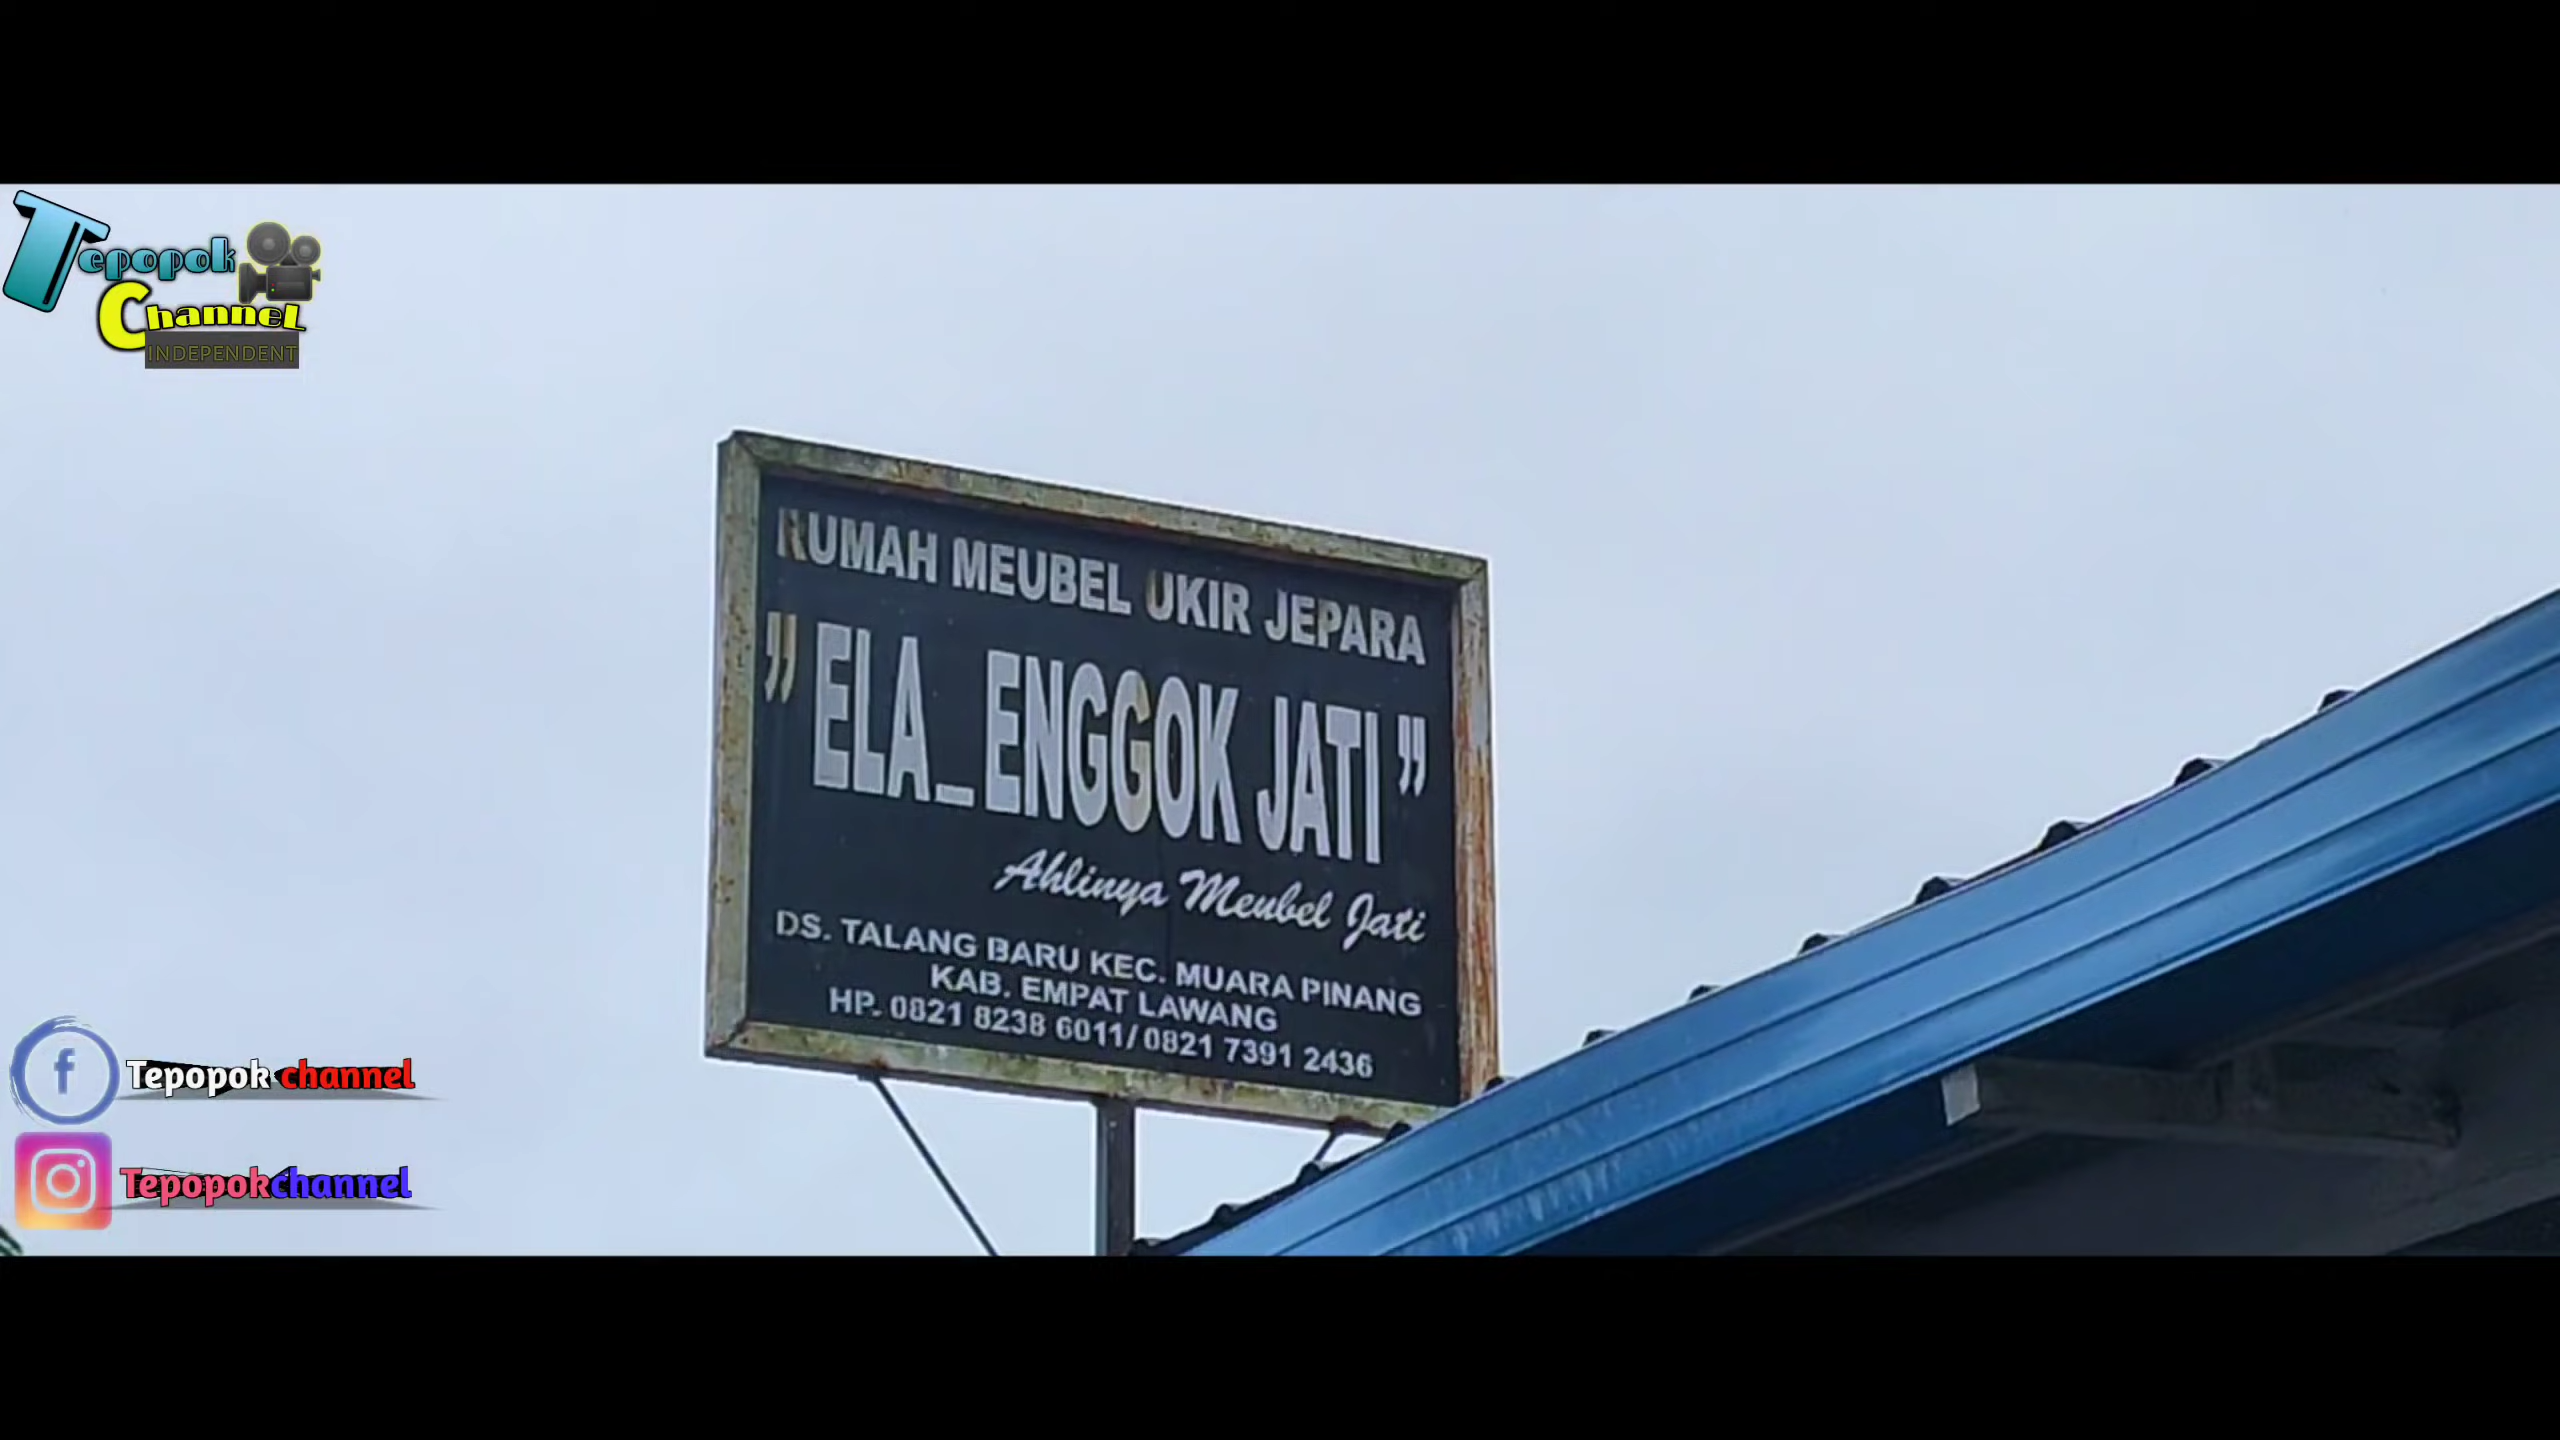 Tepopok
Channel
INDEPENDENT
RUMAH MEUBEL UKIR JEPARA
" ELA_ENGGOK JATI "
Ahlinya Meubel Jati
DS. TALANG BARU KEC. MUARA PINANG
KAB. EMPAT LAWANG
HP. 0821 8238 6011/0821 7391 2436
Tepopok channel
Tepopokchannel